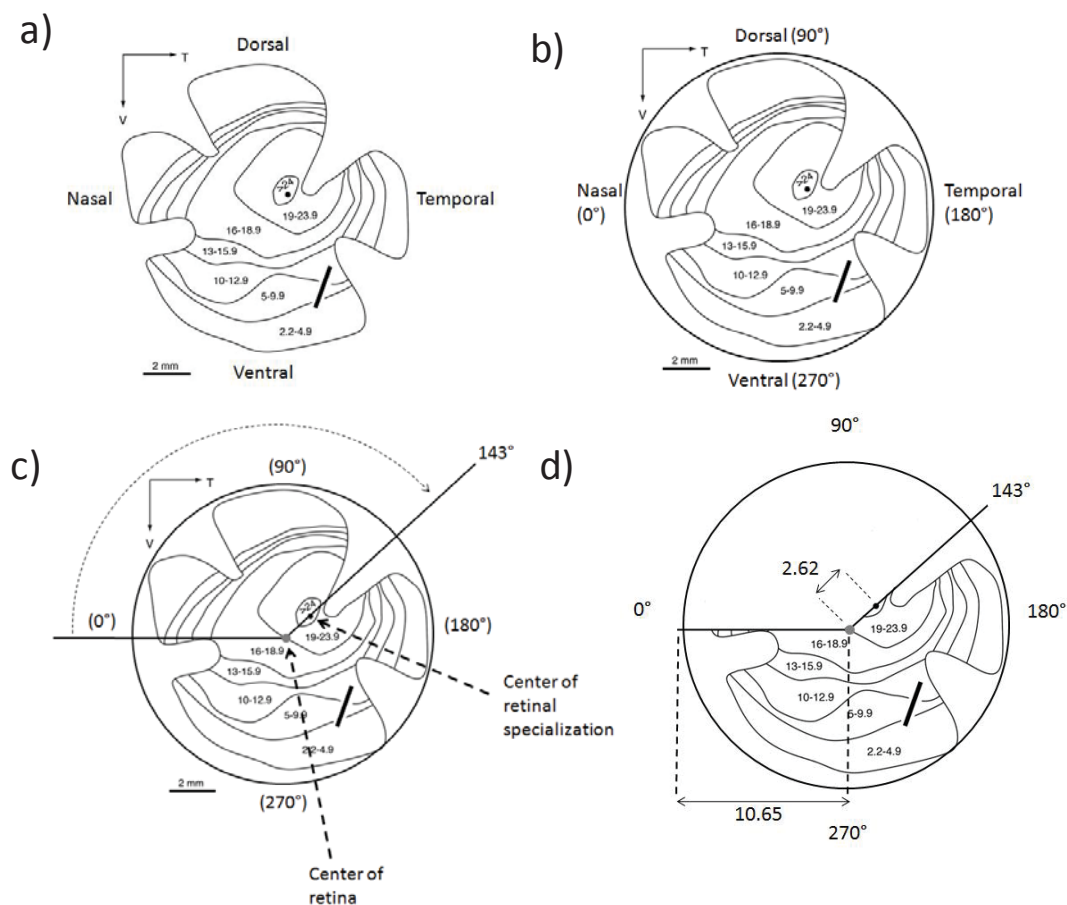 a)
Dorsal
T
V
>24
Nasal
Temporal
19-23.9
16-18.9
13-15.9
10-12.9
5-9.9
2.2-4.9
2 mm
Ventral
b)
Dorsal (90°)
T
V
>24
Nasal
(0°)
Temporal
(180°)
19-23.9
16-18.9
13-15.9
10-12.9
5-9.9
2.2-4.9
2 mm
Ventral (270°)
c)
143°
(90°)
T
V
>24
(0°)
(180°)
19-23.9
16-18.9
13-15.9
10-12.9
5-9.9
2.2-4.9
2 mm
(270°)
Center of
retinal
specialization
Center of
retina
d)
90°
143°
2.62
0°
180°
19-23.9
16-18.9
13-15.9
10-12.9
5-9.9
2.2-4.9
10.65
270°